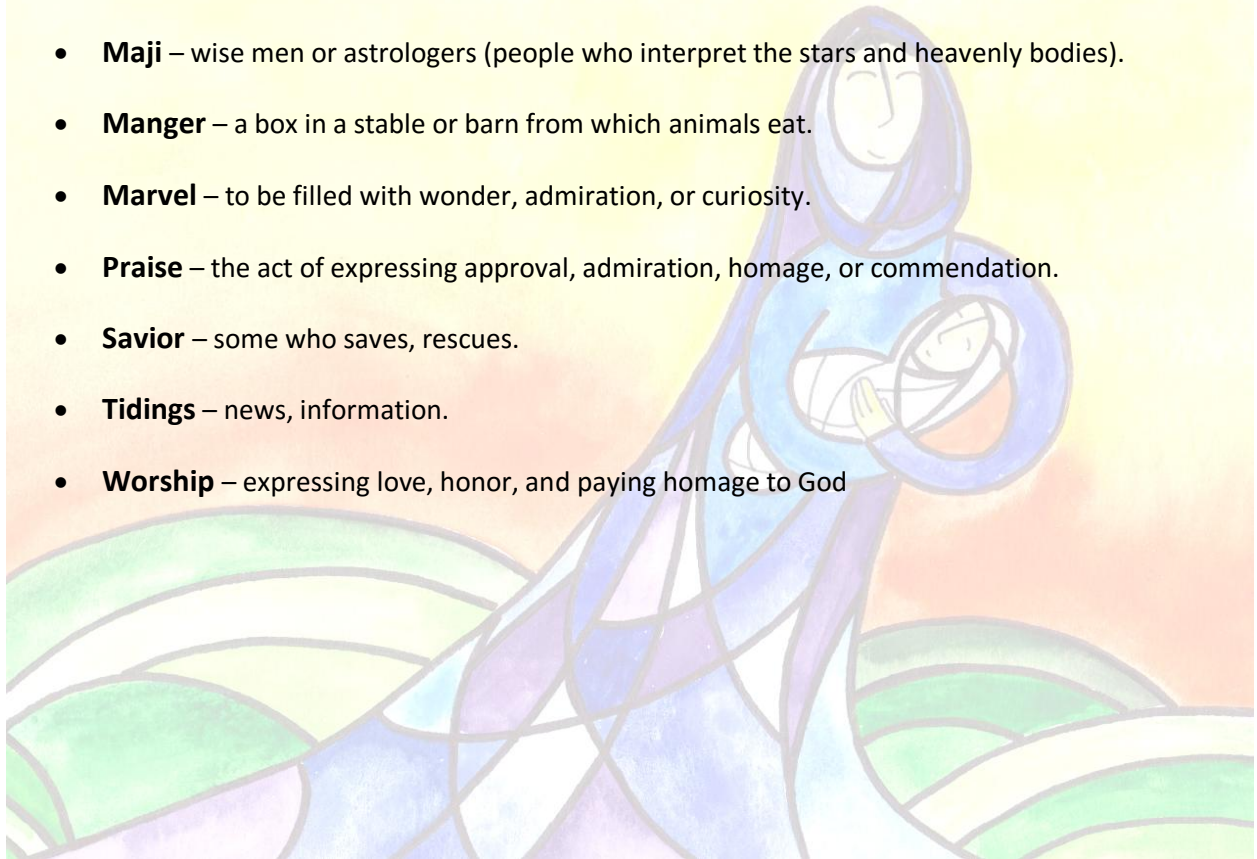 • Maji – wise men or astrologers (people who interpret the stars and heavenly bodies).
• Manger – a box in a stable or barn from which animals eat.
• Marvel – to be filled with wonder, admiration, or curiosity.
• Praise – the act of expressing approval, admiration, homage, or commendation.
• Savior – some who saves, rescues.
• Tidings – news, information.
• Worship – expressing love, honor, and paying homage to God